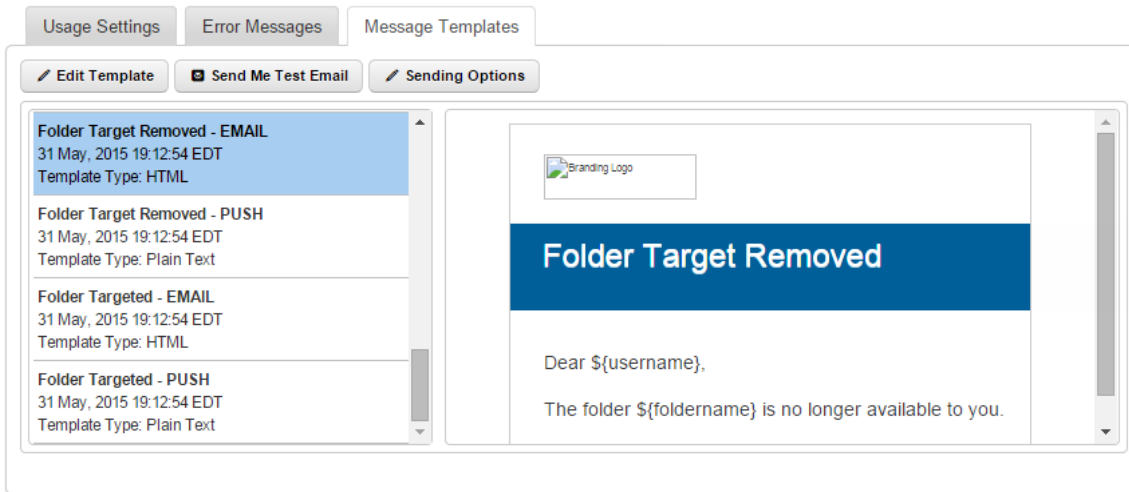 Usage Settings
Error Messages
Message Templates
Edit Template
Send Me Test Email
Sending Options
Folder Target Removed - EMAIL
31 May, 2015 19:12:54 EDT
Template Type: HTML
Folder Target Removed - PUSH
31 May, 2015 19:12:54 EDT
Template Type: Plain Text
Folder Targeted - EMAIL
31 May, 2015 19:12:54 EDT
Template Type: HTML
Folder Targeted - PUSH
31 May, 2015 19:12:54 EDT
Template Type: Plain Text
Branding Logo
Folder Target Removed
Dear ${username},
The folder ${foldername} is no longer available to you.